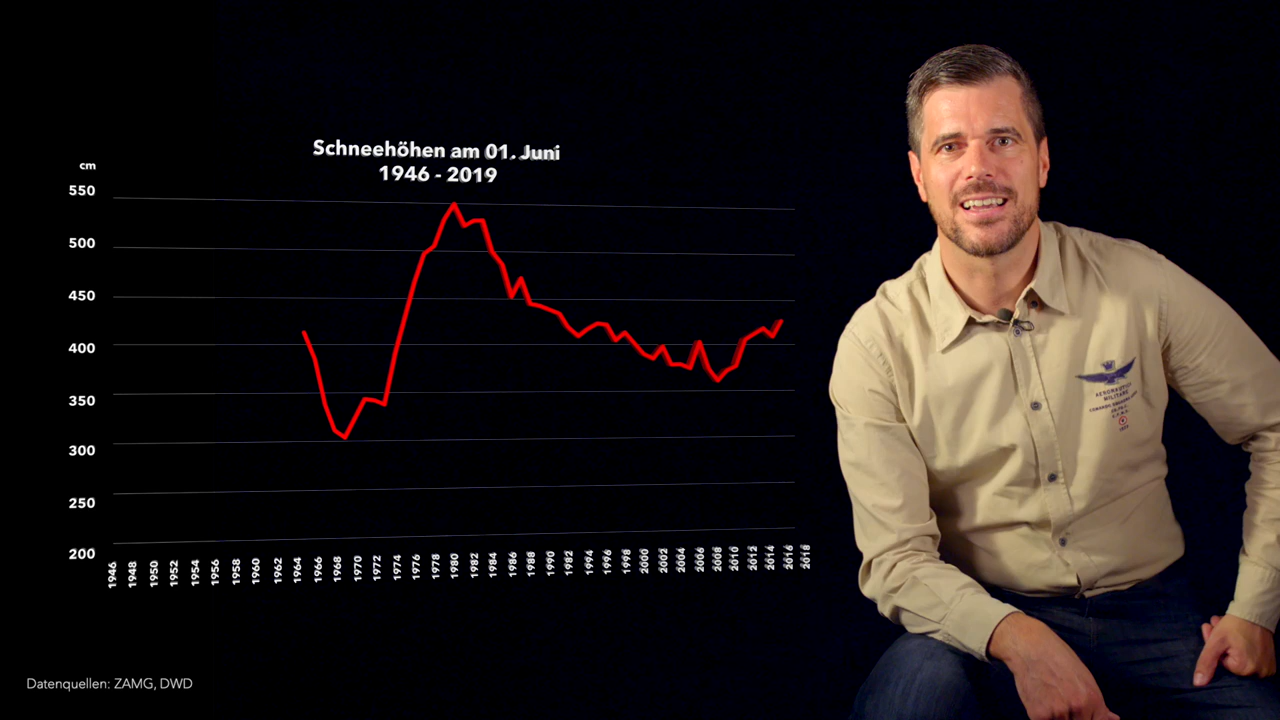 Schneehöhen am 01. Juni
1946 - 2019
cm
550
500
450
400
350
300
250
200
1946 1948 1950 1952 1954 1956 1958 1960 1962 1964 1966 1968 1970 1972 1974 1976 1978 1980 1982 1984 1986 1988 1990 1992 1994 1996 1998 2000 2002 2004 2006 2008 2010 2012 2014 2016 2018
AERONAUTICA
MILITARE
Datenquellen: ZAMG, DWD